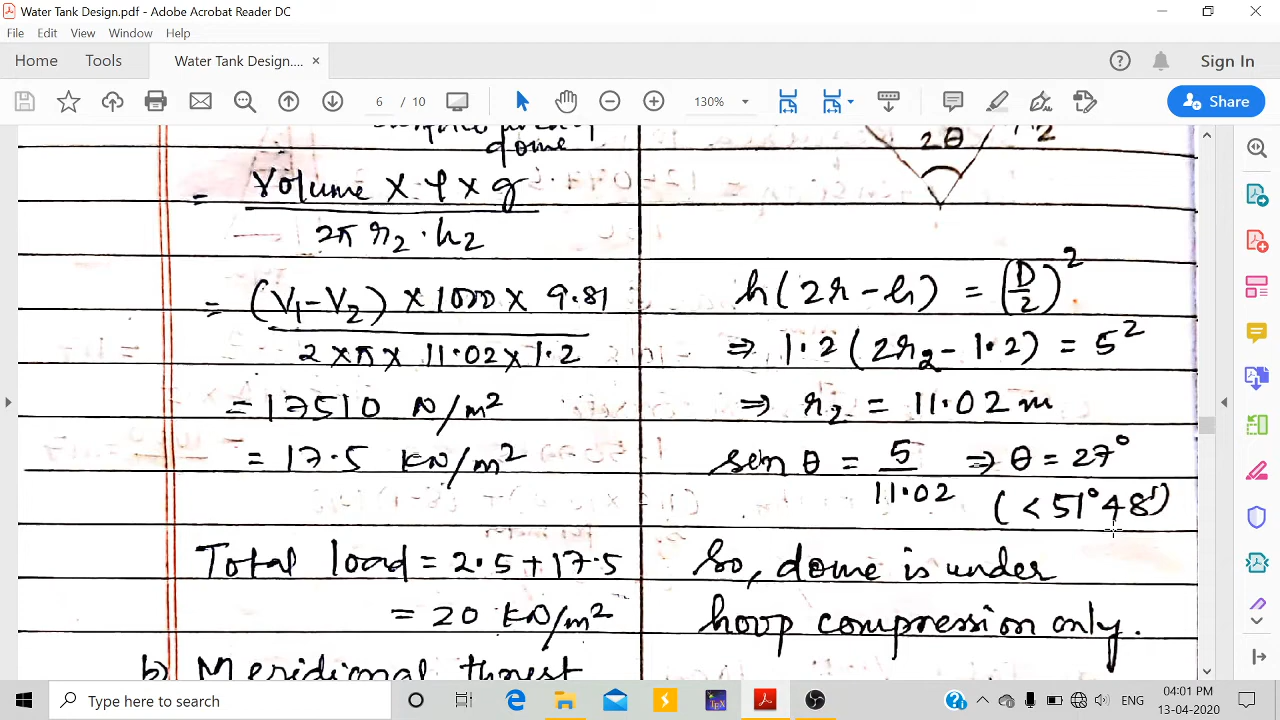 Water Tank Design.pdf - Adobe Acrobat Reader DC
File Edit View Window Help
Home Tools Water Tank Design.... × Sign In
6 / 10 130% Share
dome
= Volume × ρ × g / 2π r₂ · h₂
= (V₁-V₂) × 1000 × 9.81 / 2 × π × 11.02 × 1.2
= 17510 N/m²
= 17.5 KN/m²
Total load = 2.5 + 17.5
= 20 KN/m²
b) Meridional thrust
2θ r₂
h(2r - h) = (D/2)²
⇒ 1.2(2r₂ - 1.2) = 5²
⇒ r₂ = 11.02 m
sin θ = 5/11.02 ⇒ θ = 27°
(< 51°48')
So, dome is under
hoop compression only.
Type here to search
ENG 04:01 PM
13-04-2020